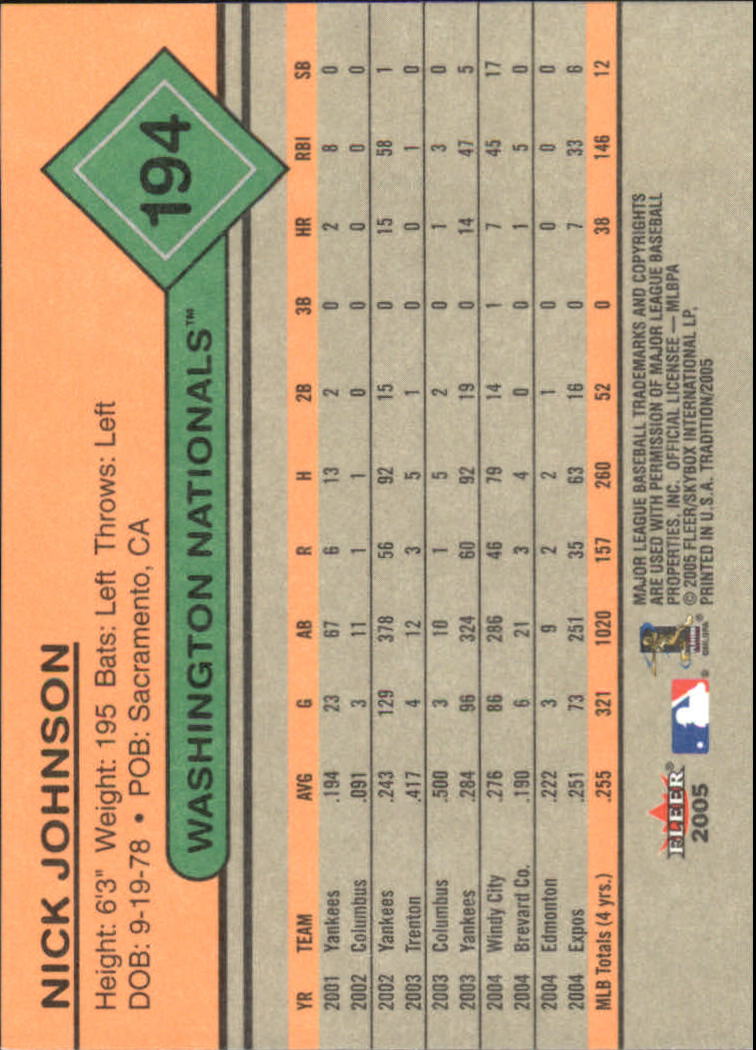 NICK JOHNSON
194
Height: 6'3" Weight: 195 Bats: Left Throws: Left
DOB: 9-19-78 • POB: Sacramento, CA
WASHINGTON NATIONALS™
YR TEAM AVG G AB R H 2B 3B HR RBI SB
2001 Yankees .194 23 67 6 13 2 0 2 8 0
2002 Columbus .091 3 11 1 1 0 0 0 0 0
2002 Yankees .243 129 378 56 92 15 0 15 58 1
2003 Trenton .417 4 12 3 5 1 0 0 1 0
2003 Columbus .500 3 10 1 5 2 0 1 3 0
2003 Yankees .284 96 324 60 92 19 0 14 47 5
2004 Windy City .276 86 286 46 79 14 1 7 45 17
2004 Brevard Co. .190 6 21 3 4 0 0 1 5 0
2004 Edmonton .222 3 9 2 2 1 0 0 0 0
2004 Expos .251 73 251 35 63 16 0 7 33 6
MLB Totals (4 yrs.) .255 321 1020 157 260 52 0 38 146 12
FLEER®
2005
MAJOR LEAGUE BASEBALL TRADEMARKS AND COPYRIGHTS
ARE USED WITH PERMISSION OF MAJOR LEAGUE BASEBALL
PROPERTIES, INC. OFFICIAL LICENSEE — MLBPA
© 2005 FLEER/SKYBOX INTERNATIONAL LP.
PRINTED IN U.S.A. TRADITION/2005